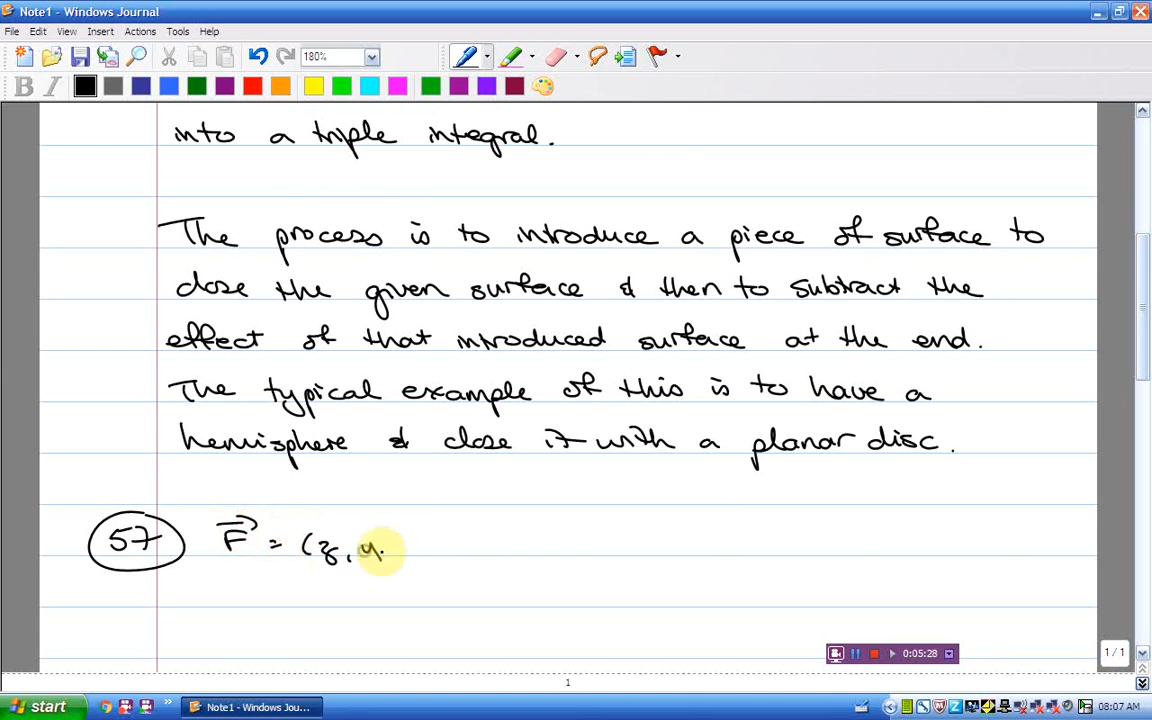 Note1 - Windows Journal
File Edit View Insert Actions Tools Help
180%
B I
into a triple integral.
The process is to introduce a piece of surface to
close the given surface & then to subtract the
effect of that introduced surface at the end.
The typical example of this is to have a
hemisphere & close it with a planar disc.
57 F = (z, y
0:05:28
1 / 1
1
start
»
Note1 - Windows Jou...
08:07 AM